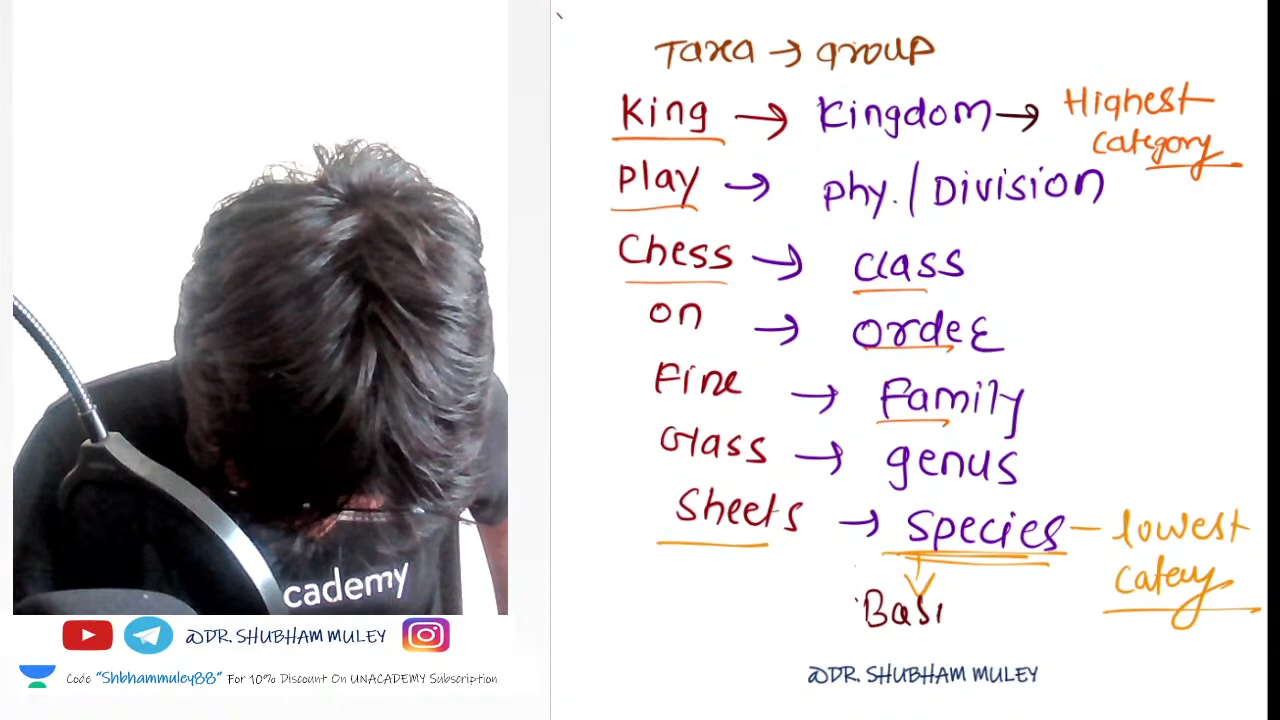 Taxa → group
King → Kingdom → Highest category
Play → phy. / Division
Chess → class
on → order
Fine → Family
Glass → genus
Sheets → Species – lowest
Catery
Basi
cademy
@DR. SHUBHAM MULEY
Code "Shbhammuley88" For 10% Discount On UNACADEMY Subscription
@DR. SHUBHAM MULEY